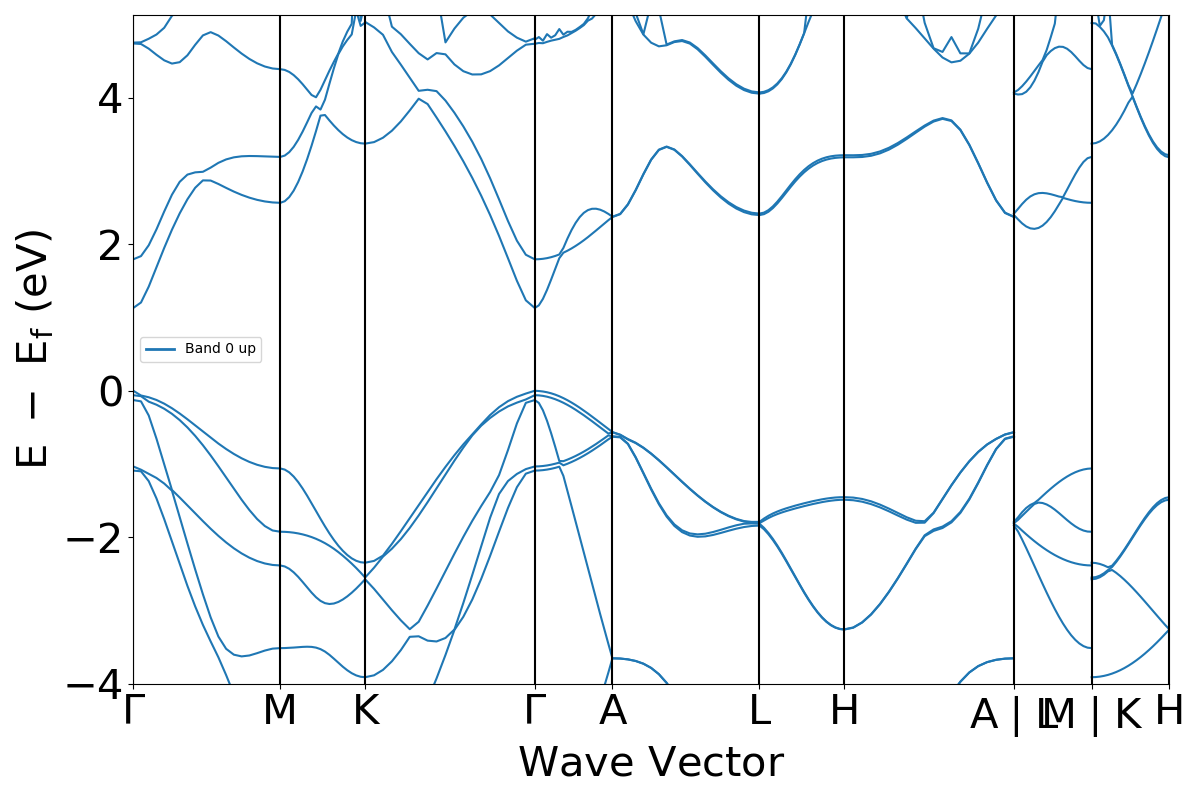 E − E_f (eV)
4
2
0
−2
−4
Band 0 up
Γ M K Γ A L H A | L M | K H
Wave Vector